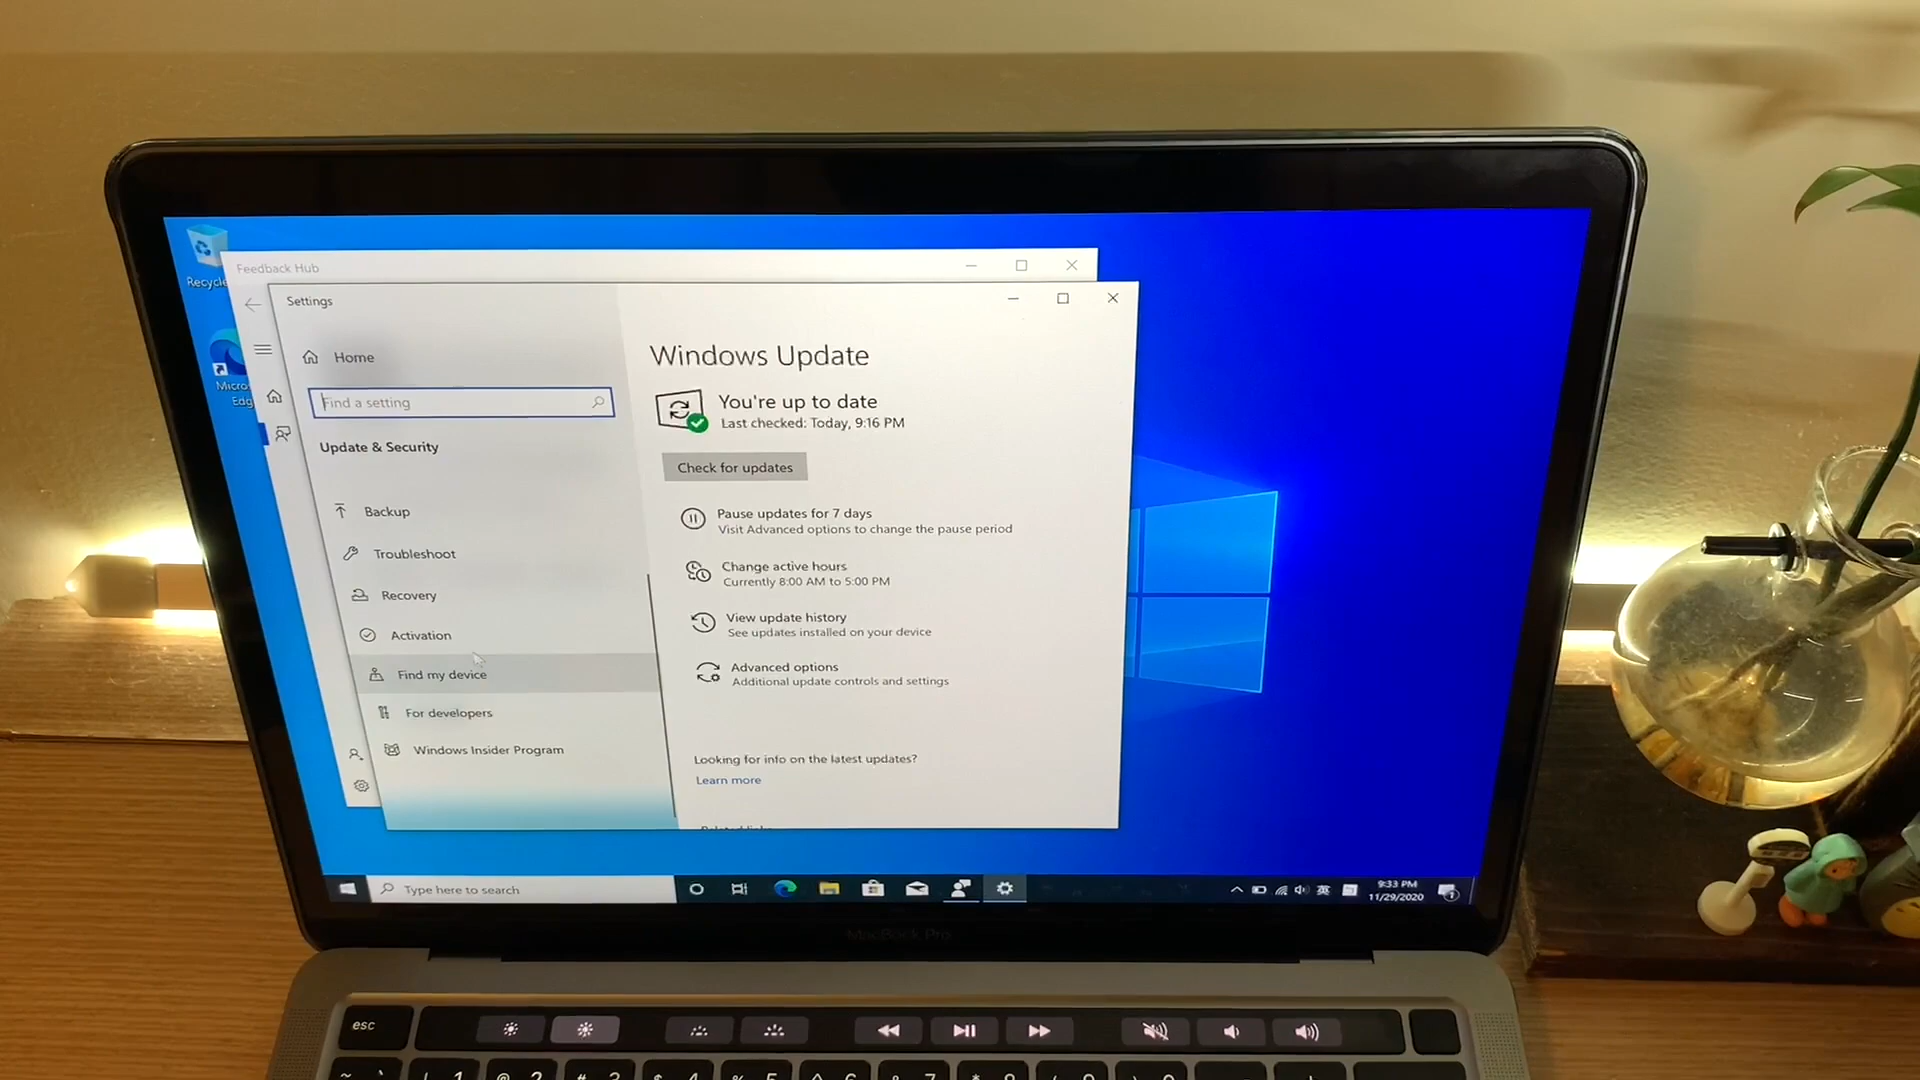 Recycle
Feedback Hub
Settings
Home
Find a setting
Update & Security
Backup
Troubleshoot
Recovery
Activation
Find my device
For developers
Windows Insider Program
Windows Update
You're up to date
Last checked: Today, 9:16 PM
Check for updates
Pause updates for 7 days
Visit Advanced options to change the pause period
Change active hours
Currently 8:00 AM to 5:00 PM
View update history
See updates installed on your device
Advanced options
Additional update controls and settings
Looking for info on the latest updates?
Learn more
Micro
Edg
Type here to search
英
9:33 PM
11/29/2020
MacBook Pro
esc